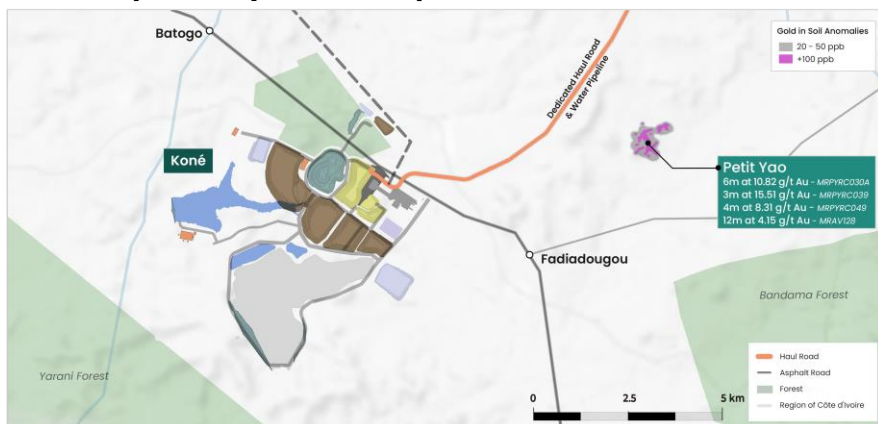 Batogo
Koné
Dedicated Haul Road
& Water Pipeline
Gold in Soil Anomalies
20 - 50 ppb
+100 ppb
Petit Yao
6m at 10.82 g/t Au - MRPYRC030A
3m at 15.51 g/t Au - MRPYRC039
4m at 8.31 g/t Au - MRPYRC049
12m at 4.15 g/t Au - MRAV128
Fadiadougou
Bandama Forest
Yarani Forest
Haul Road
Asphalt Road
Forest
Region of Côte d'Ivoire
0 2.5 5 km